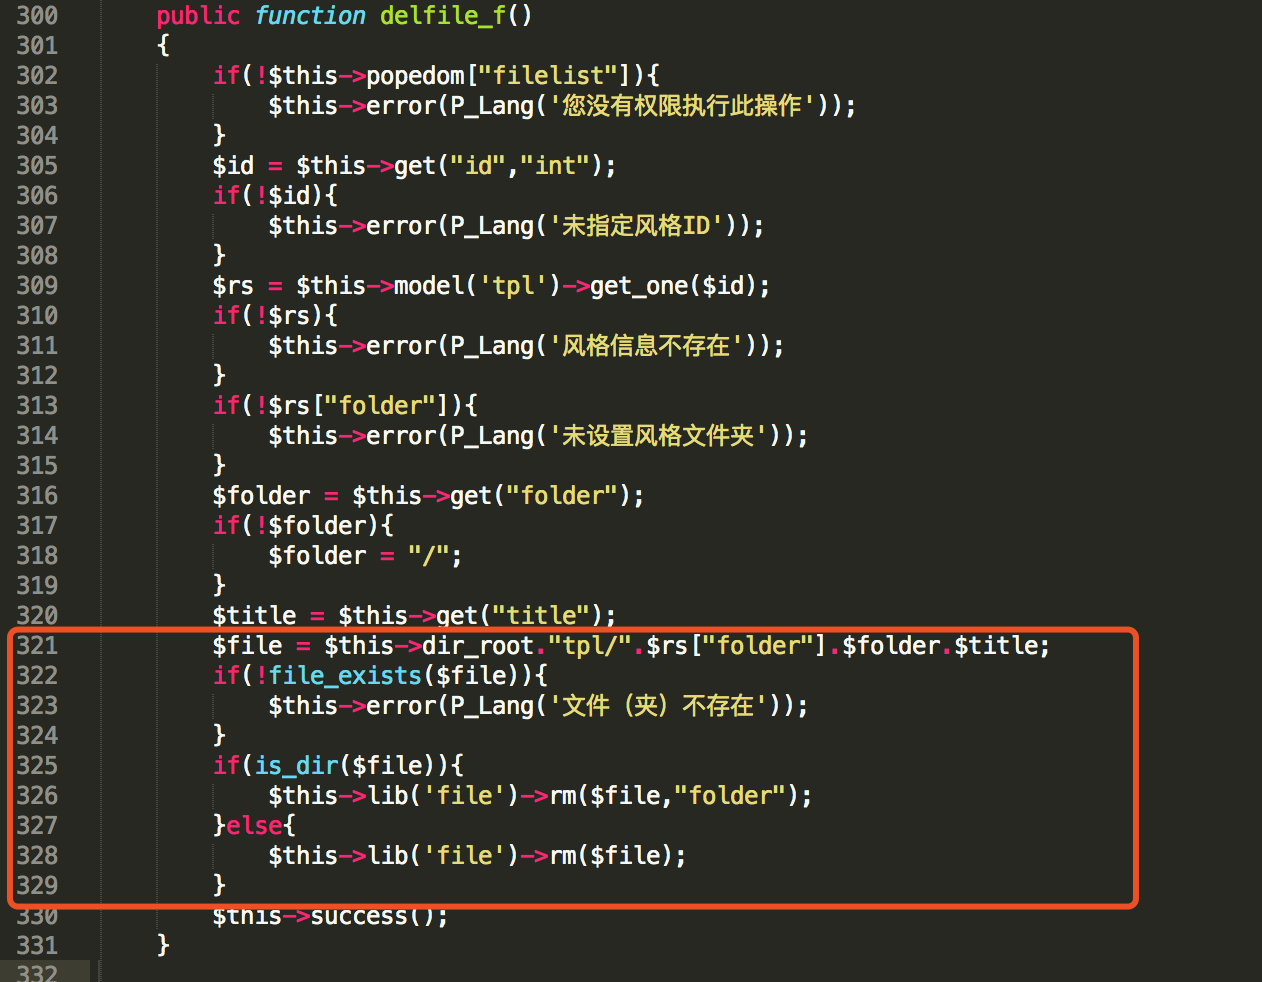 300 public function delfile_f()
301 {
302 if(!$this->popedom["filelist"]){
303 $this->error(P_Lang('您没有权限执行此操作'));
304 }
305 $id = $this->get("id","int");
306 if(!$id){
307 $this->error(P_Lang('未指定风格ID'));
308 }
309 $rs = $this->model('tpl')->get_one($id);
310 if(!$rs){
311 $this->error(P_Lang('风格信息不存在'));
312 }
313 if(!$rs["folder"]){
314 $this->error(P_Lang('未设置风格文件夹'));
315 }
316 $folder = $this->get("folder");
317 if(!$folder){
318 $folder = "/";
319 }
320 $title = $this->get("title");
321 $file = $this->dir_root."tpl/".$rs["folder"].$folder.$title;
322 if(!file_exists($file)){
323 $this->error(P_Lang('文件（夹）不存在'));
324 }
325 if(is_dir($file)){
326 $this->lib('file')->rm($file,"folder");
327 }else{
328 $this->lib('file')->rm($file);
329 }
330 $this->success();
331 }
332